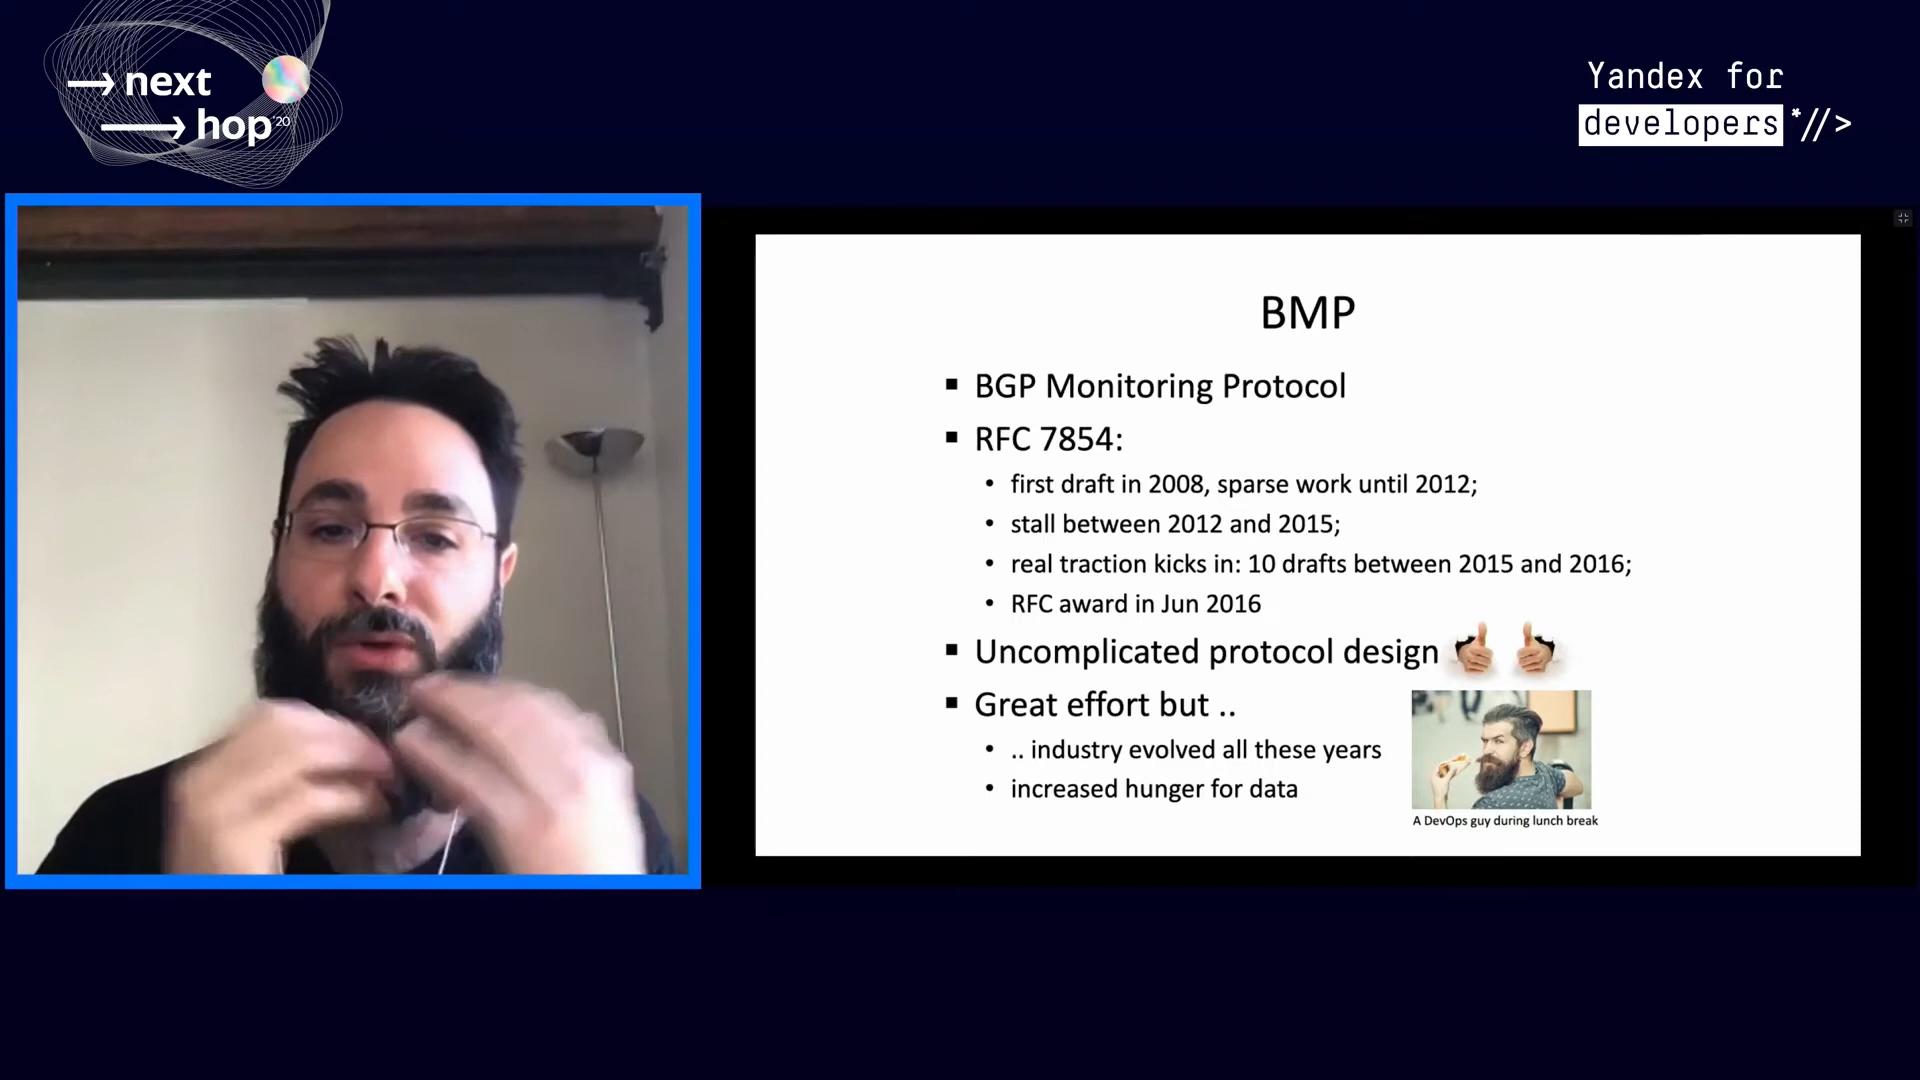 next
hop '20
Yandex for
developers *//>
BMP
BGP Monitoring Protocol
RFC 7854:
first draft in 2008, sparse work until 2012;
stall between 2012 and 2015;
real traction kicks in: 10 drafts between 2015 and 2016;
RFC award in Jun 2016
Uncomplicated protocol design
Great effort but ..
.. industry evolved all these years
increased hunger for data
A DevOps guy during lunch break